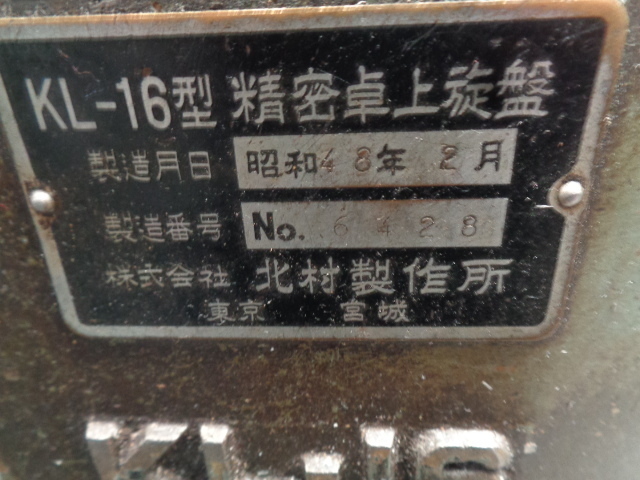 KL-16型 精密卓上旋盤
製造月日 昭和48年 2月
製造番号 No. 6428
株式会社 北村製作所
東京 宮城
KL-16